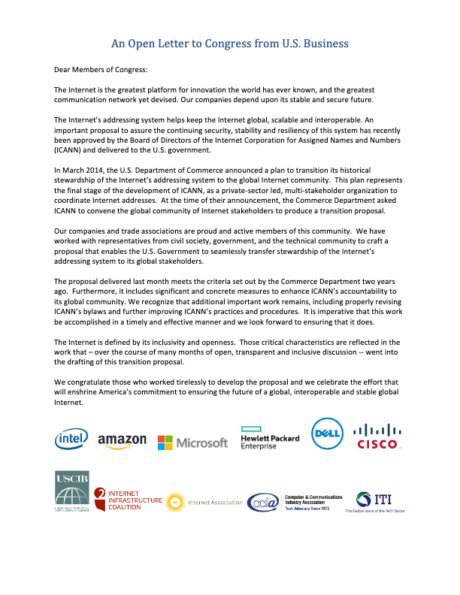 An Open Letter to Congress from U.S. Business
Dear Members of Congress:
The Internet is the greatest platform for innovation the world has ever known, and the greatest
communication network yet devised. Our companies depend upon its stable and secure future.
The Internet's addressing system helps keep the Internet global, scalable and interoperable. An
important proposal to assure the continuing security, stability and resiliency of this system has recently
been approved by the Board of Directors of the Internet Corporation for Assigned Names and Numbers
(ICANN) and delivered to the U.S. government.
In March 2014, the U.S. Department of Commerce announced a plan to transition its historical
stewardship of the Internet's addressing system to the global Internet community. This plan represents
the final stage of the development of ICANN, as a private-sector led, multi-stakeholder organization to
coordinate Internet addresses. At the time of their announcement, the Commerce Department asked
ICANN to convene the global community of Internet stakeholders to produce a transition proposal.
Our companies and trade associations are proud and active members of this community. We have
worked with representatives from civil society, government, and the technical community to craft a
proposal that enables the U.S. Government to seamlessly transfer stewardship of the Internet's
addressing system to its global stakeholders.
The proposal delivered last month meets the criteria set out by the Commerce Department two years
ago. Furthermore, it includes significant and concrete measures to enhance ICANN's accountability to
its global community. We recognize that additional important work remains, including properly revising
ICANN's bylaws and further improving ICANN's practices and procedures. It is imperative that this work
be accomplished in a timely and effective manner and we look forward to ensuring that it does.
The Internet is defined by its inclusivity and openness. Those critical characteristics are reflected in the
work that – over the course of many months of open, transparent and inclusive discussion -- went into
the drafting of this transition proposal.
We congratulate those who worked tirelessly to develop the proposal and we celebrate the effort that
will enshrine America's commitment to ensuring the future of a global, interoperable and stable global
Internet.
intel amazon Microsoft Hewlett Packard Enterprise DELL CISCO
USCIB
INTERNET INFRASTRUCTURE COALITION
Internet Association
ccia Computer & Communications Industry Association
Tech Advocacy Since 1972
ITI
The Global Voice of the Tech Sector